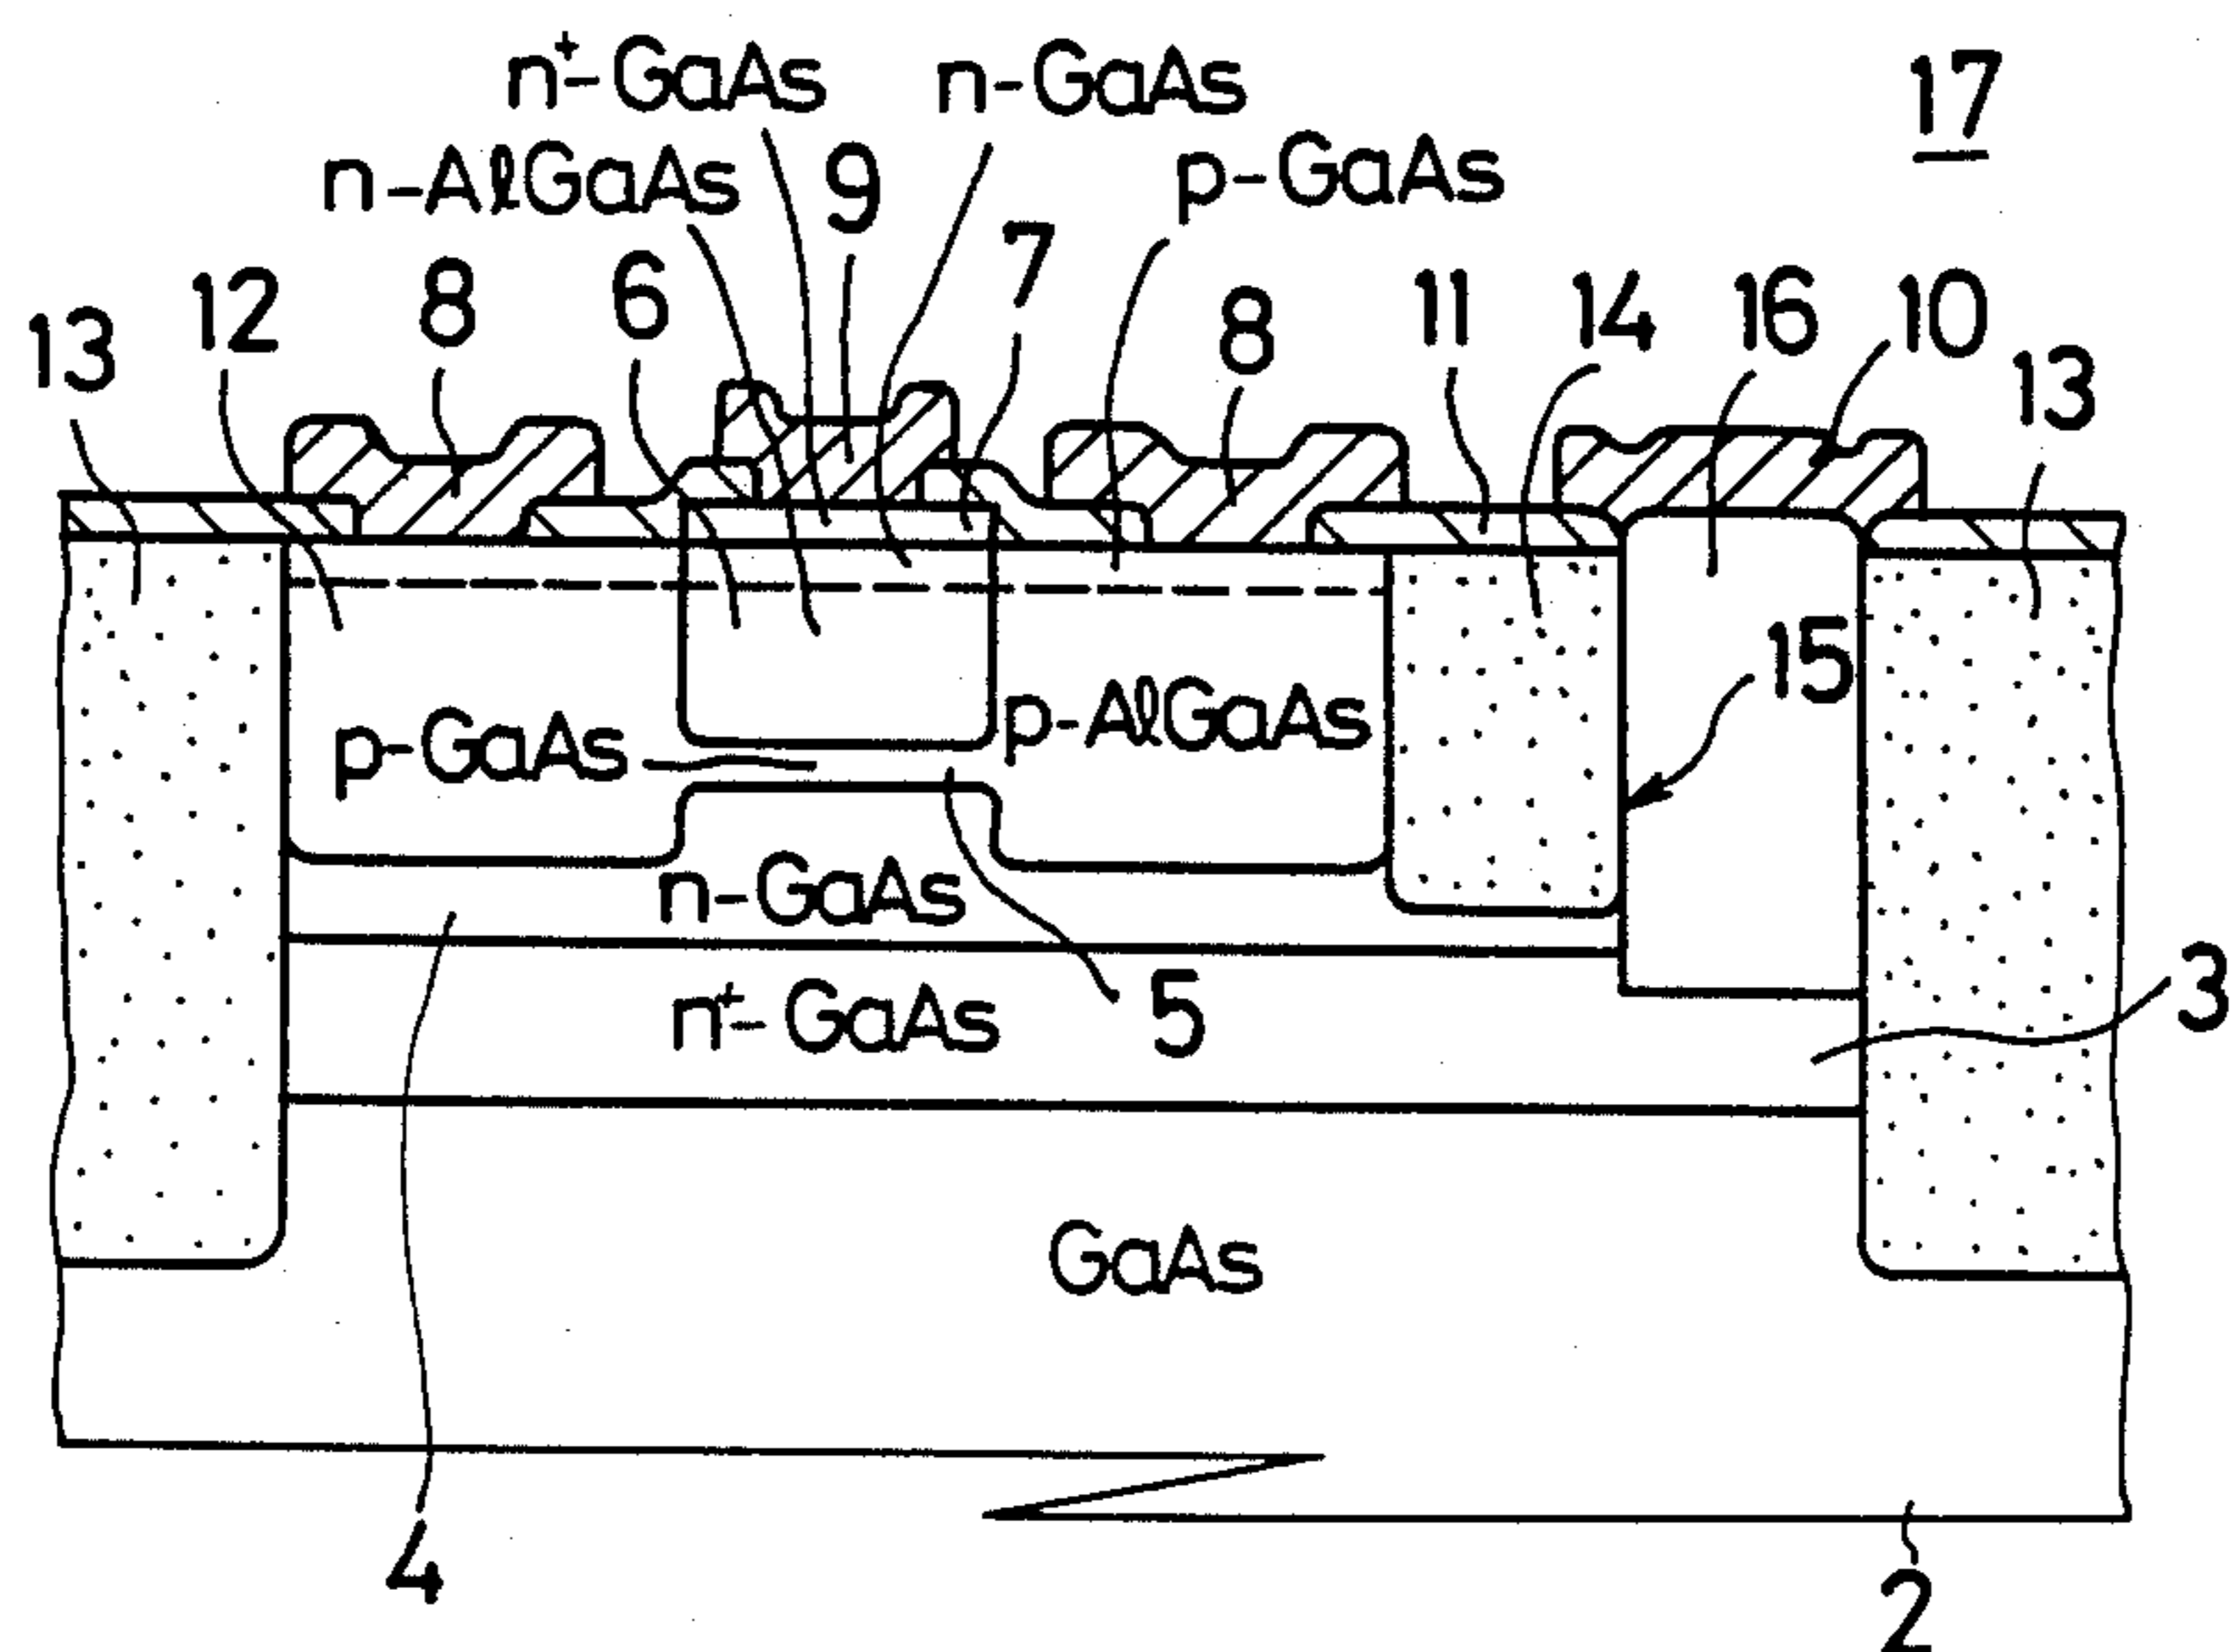 n⁺-GaAs n-GaAs 17
n-AlGaAs 9 p-GaAs
13 12 8 6 7 8 11 14 16 10 13
15
p-GaAs p-AlGaAs
n-GaAs
n⁺-GaAs 5 3
GaAs
4 2